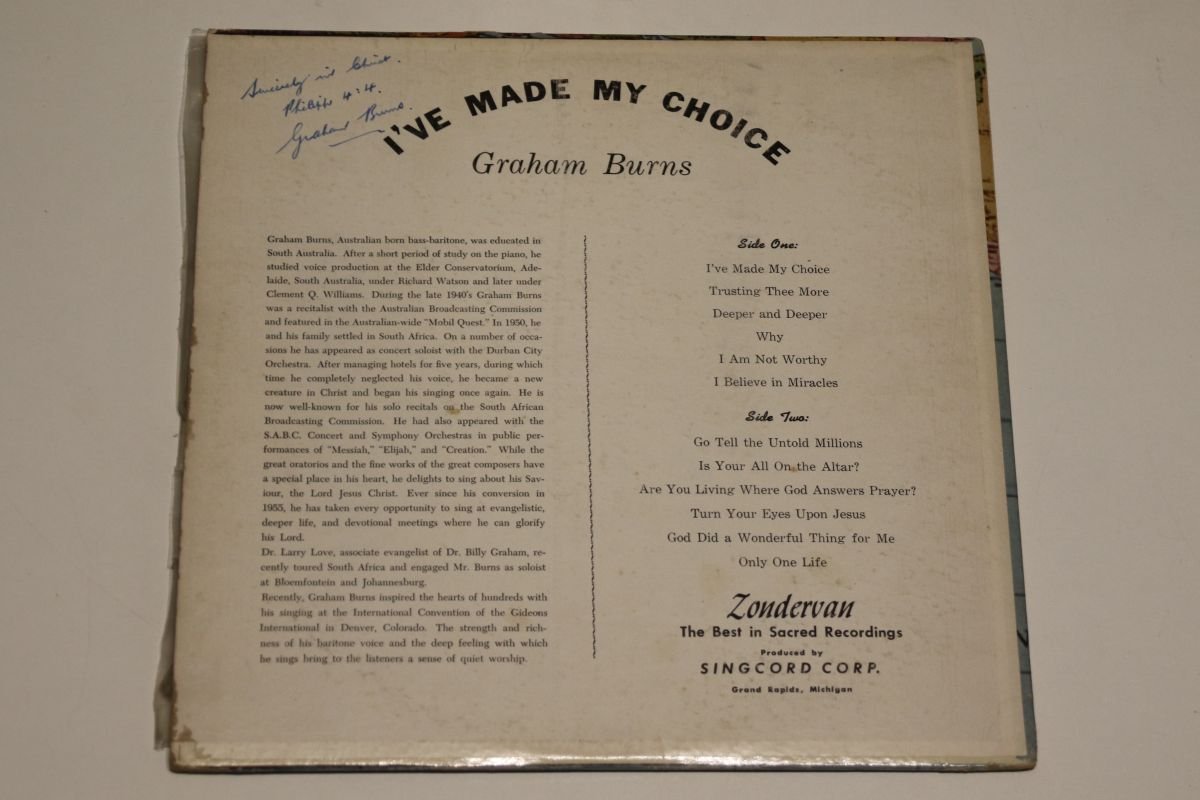 Sincerely in Christ.
Philipp 4:4.
Graham Burns.
I'VE MADE MY CHOICE
Graham Burns
Graham Burns, Australian born bass-baritone, was educated in
South Australia. After a short period of study on the piano, he
studied voice production at the Elder Conservatorium, Ade-
laide, South Australia, under Richard Watson and later under
Clement Q. Williams. During the late 1940's Graham Burns
was a recitalist with the Australian Broadcasting Commission
and featured in the Australian-wide "Mobil Quest." In 1950, he
and his family settled in South Africa. On a number of occa-
sions he has appeared as concert soloist with the Durban City
Orchestra. After managing hotels for five years, during which
time he completely neglected his voice, he became a new
creature in Christ and began his singing once again. He is
now well-known for his solo recitals on the South African
Broadcasting Commission. He had also appeared with the
S.A.B.C. Concert and Symphony Orchestras in public per-
formances of "Messiah," "Elijah," and "Creation." While the
great oratorios and the fine works of the great composers have
a special place in his heart, he delights to sing about his Sav-
iour, the Lord Jesus Christ. Ever since his conversion in
1955, he has taken every opportunity to sing at evangelistic,
deeper life, and devotional meetings where he can glorify
his Lord.
Dr. Larry Love, associate evangelist of Dr. Billy Graham, re-
cently toured South Africa and engaged Mr. Burns as soloist
at Bloemfontein and Johannesburg.
Recently, Graham Burns inspired the hearts of hundreds with
his singing at the International Convention of the Gideons
International in Denver, Colorado. The strength and rich-
ness of his baritone voice and the deep feeling with which
he sings bring to the listeners a sense of quiet worship.
Side One:
I've Made My Choice
Trusting Thee More
Deeper and Deeper
Why
I Am Not Worthy
I Believe in Miracles
Side Two:
Go Tell the Untold Millions
Is Your All On the Altar?
Are You Living Where God Answers Prayer?
Turn Your Eyes Upon Jesus
God Did a Wonderful Thing for Me
Only One Life
Zondervan
The Best in Sacred Recordings
Produced by
SINGCORD CORP.
Grand Rapids, Michigan